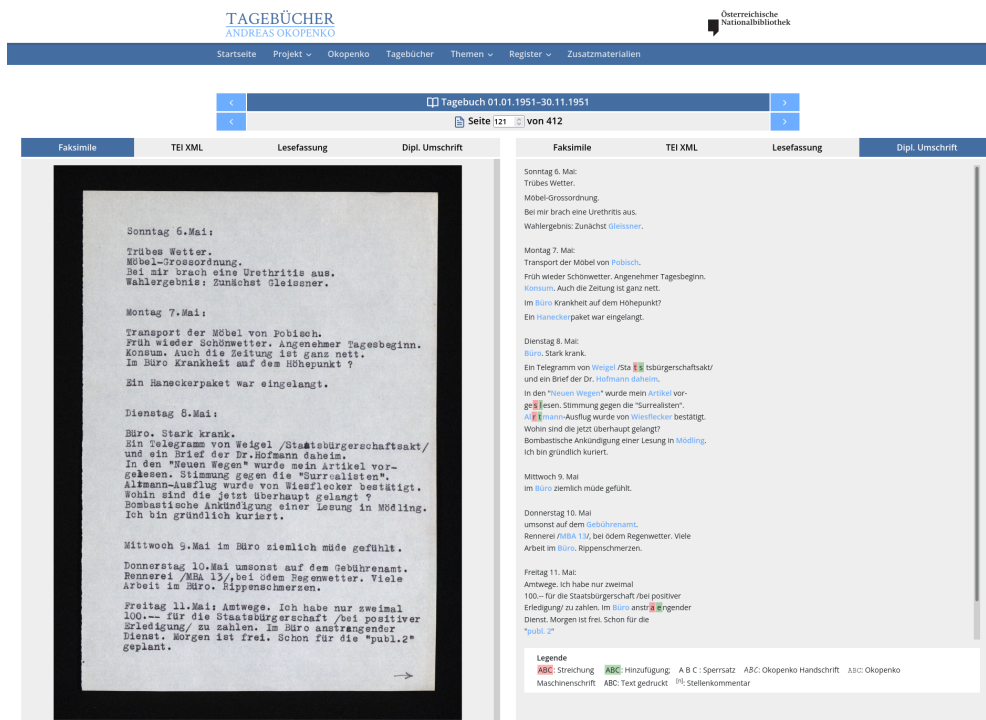 TAGEBÜCHER
ANDREAS OKOPENKO
Österreichische
Nationalbibliothek
Startseite Projekt Okopenko Tagebücher Themen Register Zusatzmaterialien
Tagebuch 01.01.1951–30.11.1951
Seite 121 von 412
Faksimile TEI XML Lesefassung Dipl. Umschrift
Sonntag 6.Mai:
Trübes Wetter.
Möbel-Grossordnung.
Bei mir brach eine Urethritis aus.
Wahlergebnis: Zunächst Gleissner.
Montag 7.Mai:
Transport der Möbel von Pobisch.
Früh wieder Schönwetter. Angenehmer Tagesbeginn.
Konsum. Auch die Zeitung ist ganz nett.
Im Büro Krankheit auf dem Höhepunkt ?
Ein Haneckerpaket war eingelangt.
Dienstag 8.Mai:
Büro. Stark krank.
Ein Telegramm von Weigel /Staatsbürgerschaftsakt/
und ein Brief der Dr.Hofmann daheim.
In den "Neuen Wegen" wurde mein Artikel vor-
gelesen. Stimmung gegen die "Surrealisten".
Altmann-Ausflug wurde von Wiesflecker bestätigt.
Wohin sind die jetzt überhaupt gelangt ?
Bombastische Ankündigung einer Lesung in Mödling.
Ich bin gründlich kuriert.
Mittwoch 9.Mai im Büro ziemlich müde gefühlt.
Donnerstag 10.Mai umsonst auf dem Gebührenamt.
Rennerei /MBA 13/,bei ödem Regenwetter. Viele
Arbeit im Büro. Rippenschmerzen.
Freitag 11.Mai: Amtwege. Ich habe nur zweimal
100.-- für die Staatsbürgerschaft /bei positiver
Erledigung/ zu zahlen. Im Büro anstrangender
Dienst. Morgen ist frei. Schon für die "publ.2"
geplant.
Faksimile TEI XML Lesefassung Dipl. Umschrift
Sonntag 6. Mai:
Trübes Wetter.
Möbel-Grossordnung.
Bei mir brach eine Urethritis aus.
Wahlergebnis: Zunächst Gleissner.
Montag 7. Mai:
Transport der Möbel von Pobisch.
Früh wieder Schönwetter. Angenehmer Tagesbeginn.
Konsum. Auch die Zeitung ist ganz nett.
Im Büro Krankheit auf dem Höhepunkt?
Ein Haneckerpaket war eingelangt.
Dienstag 8. Mai:
Büro. Stark krank.
Ein Telegramm von Weigel /Sta t s tsbürgerschaftsakt/
und ein Brief der Dr. Hofmann daheim.
In den "Neuen Wegen" wurde mein Artikel vor-
ge s l esen. Stimmung gegen die "Surrealisten".
Al r t mann-Ausflug wurde von Wiesflecker bestätigt.
Wohin sind die jetzt überhaupt gelangt?
Bombastische Ankündigung einer Lesung in Mödling.
Ich bin gründlich kuriert.
Mittwoch 9. Mai
im Büro ziemlich müde gefühlt.
Donnerstag 10. Mai
umsonst auf dem Gebührenamt.
Rennerei /MBA 13/, bei ödem Regenwetter. Viele
Arbeit im Büro. Rippenschmerzen.
Freitag 11. Mai:
Amtwege. Ich habe nur zweimal
100.-- für die Staatsbürgerschaft /bei positiver
Erledigung/ zu zahlen. Im Büro anstr a e ngender
Dienst. Morgen ist frei. Schon für die
"publ. 2"
Legende
ABC: Streichung ABC: Hinzufügung; A B C : Sperrsatz ABC: Okopenko Handschrift ABC: Okopenko
Maschinenschrift ABC: Text gedruckt [n]: Stellenkommentar